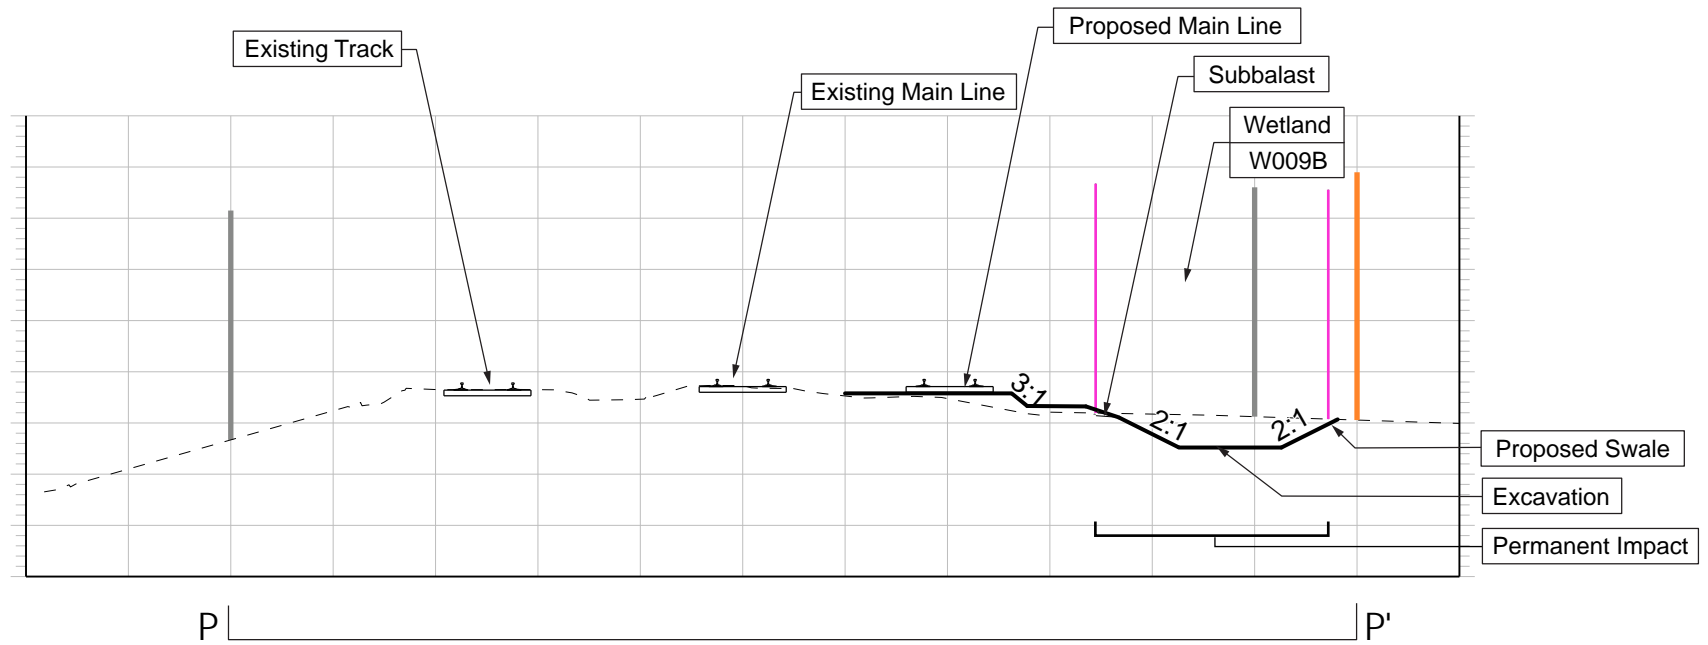 Proposed Main Line
Existing Track
Subbalast
Existing Main Line
Wetland
W009B
3:1
2:1
2:1
Proposed Swale
Excavation
Permanent Impact
P
P'